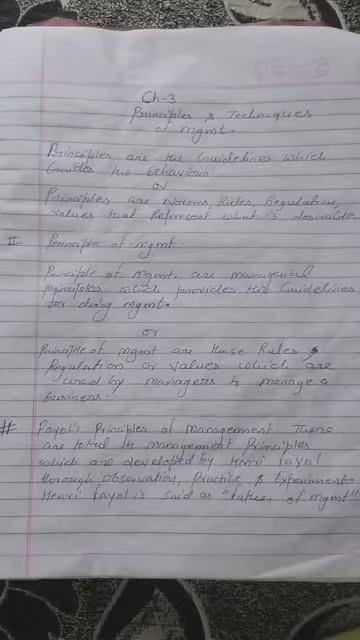 Ch-3
Principles & Techniques
of mgmt.
Principles are the Guidelines which
Guides the behaviour
or
Principles are Norms, Rules, Regulation,
values that Represent what is desirable.
# Principle of mgmt.
Principle of mgmt. are managerial
principles which provides the Guidelines
for doing mgmt.
or
Principle of mgmt are those Rules &
Regulation or values which are
used by managers to manage a
business.
# Fayol's Principles of Management There
are total 14 management Principles
which are developed by Henri Fayol
through observation, practice & Experiment.
Henri Fayol is said as "father of mgmt"